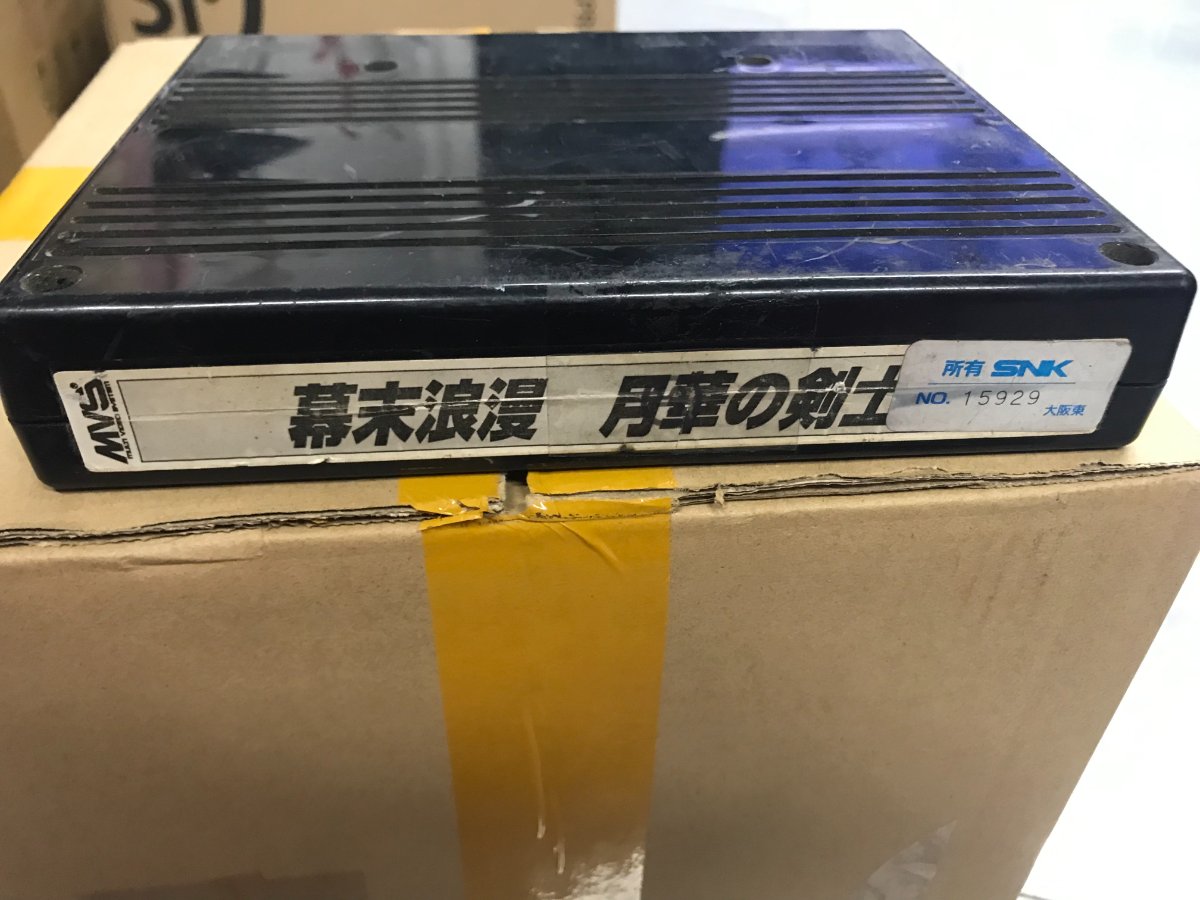 MVS
MULTI VIDEO SYSTEM
幕末浪漫 月華の剣士
所有 SNK
NO. 15929
大阪東